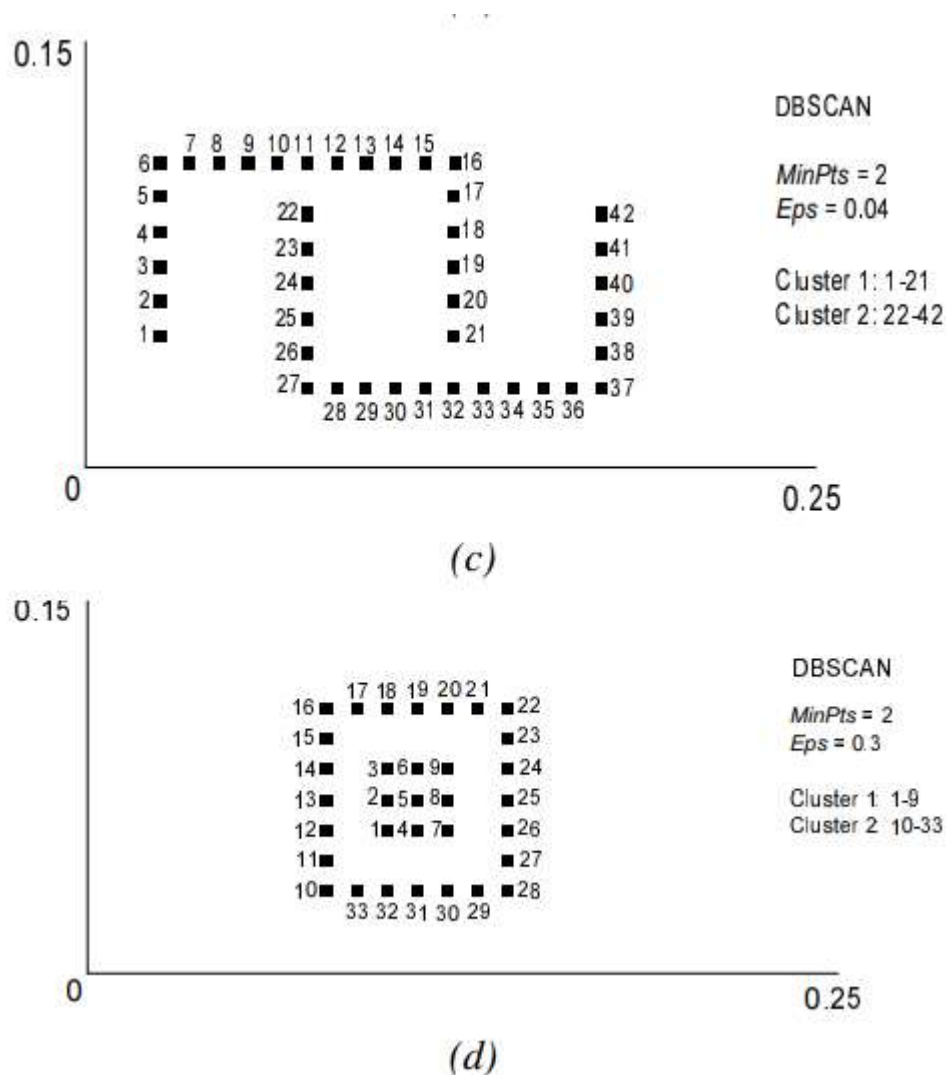 0.15
DBSCAN
7 8 9 10 11 12 13 14 15
6 16
MinPts = 2
5 17
Eps = 0.04
22 42
4 18
23 41
3 19
Cluster 1: 1-21
24 40
2 20
Cluster 2: 22-42
25 39
1 21
26 38
27 37
28 29 30 31 32 33 34 35 36
0
0.25
(c)
0.15
DBSCAN
17 18 19 20 21
16 22
MinPts = 2
15 23
Eps = 0.3
14 3 6 9 24
13 2 5 8 25
Cluster 1: 1-9
12 1 4 7 26
Cluster 2 10-33
11 27
10 28
33 32 31 30 29
0
0.25
(d)